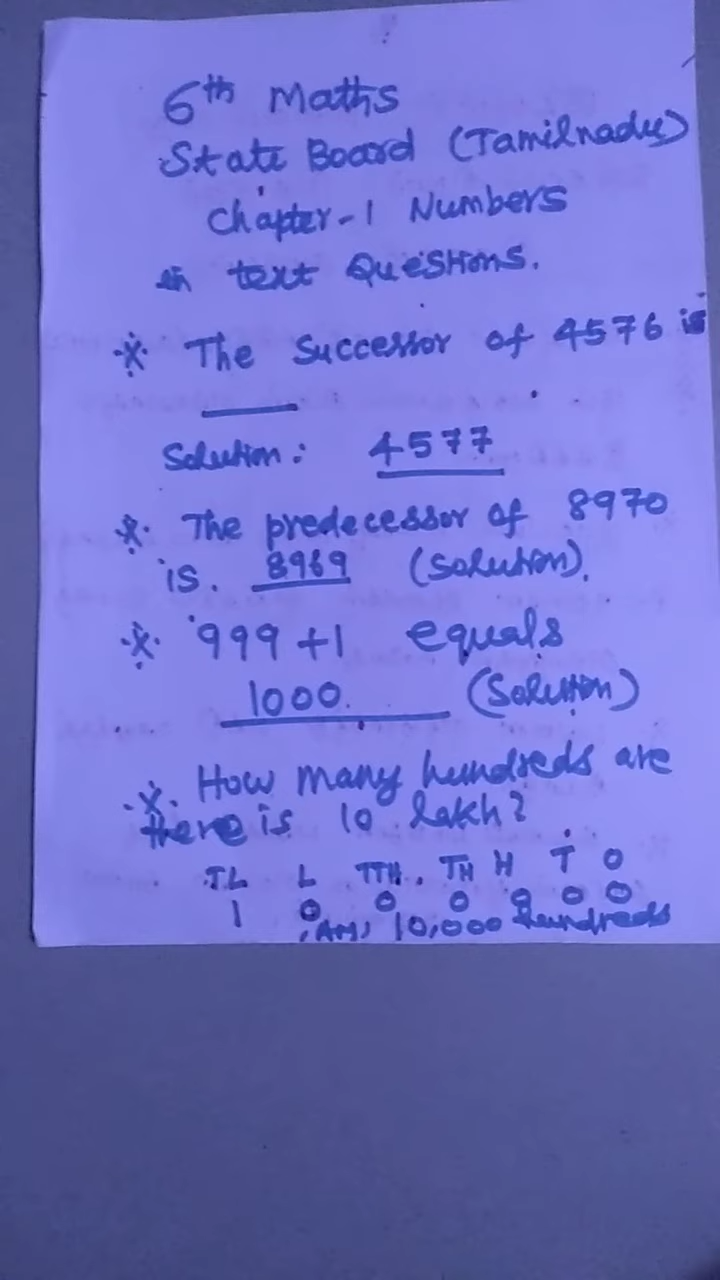 6th Maths
State Board (Tamilnadu)
Chapter-1 Numbers
in text Questions.
* The Successor of 4576 is
____
Solution: 4577
* The predecessor of 8970
is. 8969 (Solution).
* 999 +1 equals
1000. (Solution)
* How many hundreds are
there is 10 lakh?
TL L TTH. TH H T O
1 0 0 0 0 0 0
Ans, 10,000 hundreds